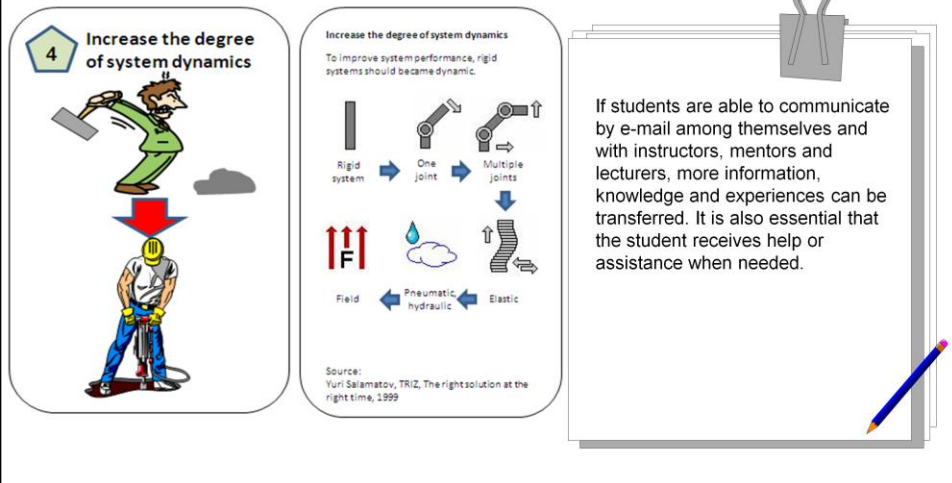 4
Increase the degree
of system dynamics
Increase the degree of system dynamics
To improve system performance, rigid
systems should became dynamic.
Rigid
system
One
joint
Multiple
joints
F
Field
Pneumatic,
hydraulic
Elastic
Source:
Yuri Salamatov, TRIZ, The right solution at the
right time, 1999
If students are able to communicate
by e-mail among themselves and
with instructors, mentors and
lecturers, more information,
knowledge and experiences can be
transferred. It is also essential that
the student receives help or
assistance when needed.